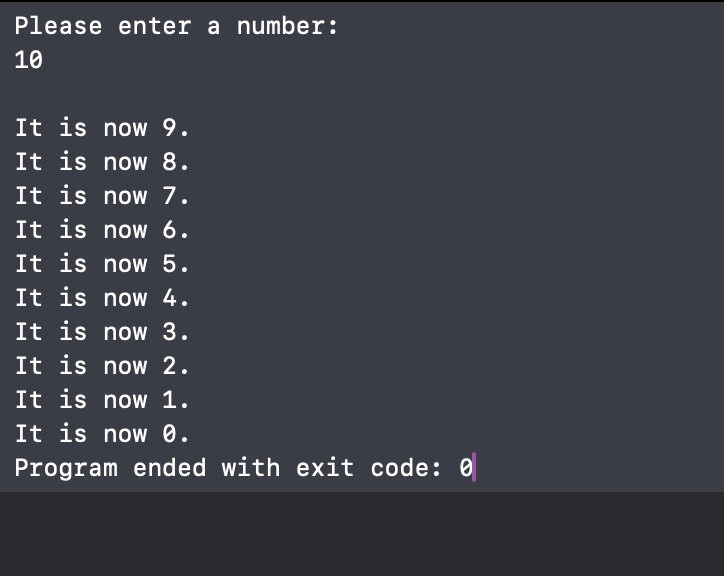 Please enter a number:
10
It is now 9.
It is now 8.
It is now 7.
It is now 6.
It is now 5.
It is now 4.
It is now 3.
It is now 2.
It is now 1.
It is now 0.
Program ended with exit code: 0